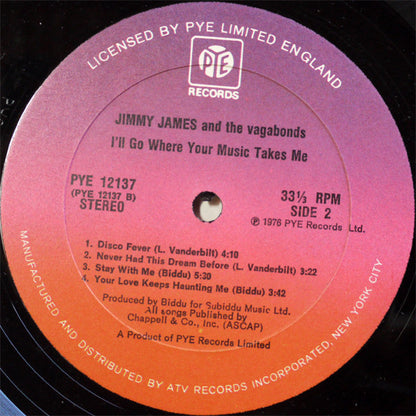 LICENSED BY PYE LIMITED ENGLAND
PYE
RECORDS
JIMMY JAMES and the vagabonds
I'll Go Where Your Music Takes Me
PYE 12137
(PYE 12137 B)
STEREO
33⅓ RPM
SIDE 2
℗ 1976 PYE Records Ltd.
1. Disco Fever (L. Vanderbilt) 4:10
2. Never Had This Dream Before (L. Vanderbilt) 3:22
3. Stay With Me (Biddu) 5:30
4. Your Love Keeps Haunting Me (Biddu) 3:42
Produced by Biddu for Subiddu Music Ltd.
All songs Published by
Chappell & Co., Inc. (ASCAP)
A Product of PYE Records Limited
MANUFACTURED AND DISTRIBUTED BY ATV RECORDS INCORPORATED, NEW YORK CITY